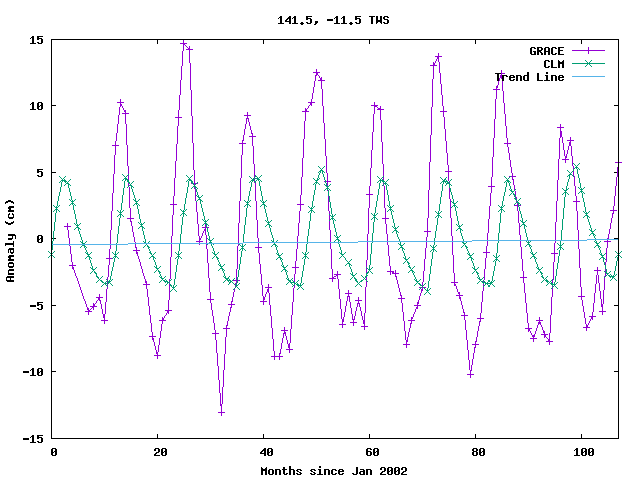 141.5, -11.5 TWS
GRACE
CLM
Trend Line
15
10
5
0
-5
-10
-15
Anomaly (cm)
0 20 40 60 80 100
Months since Jan 2002